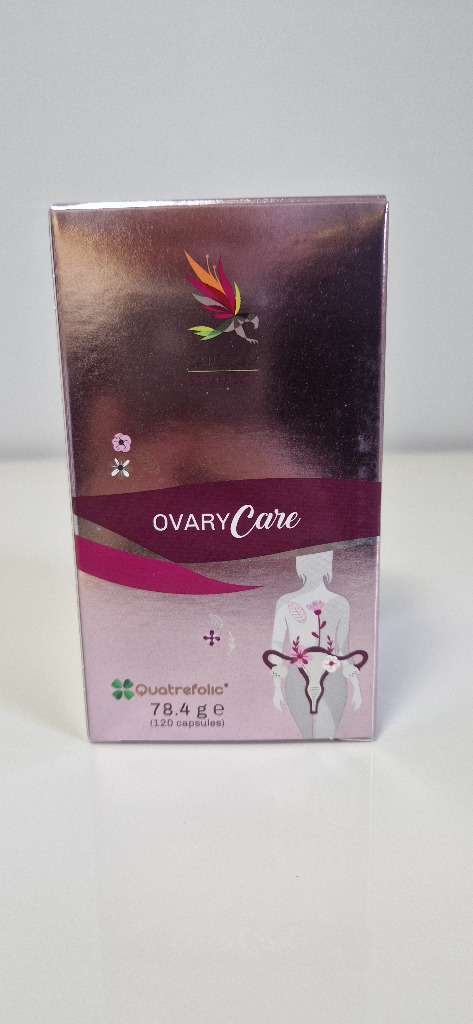 OVARY Care
Quatrefolic®
78.4 g ℮
(120 capsules)